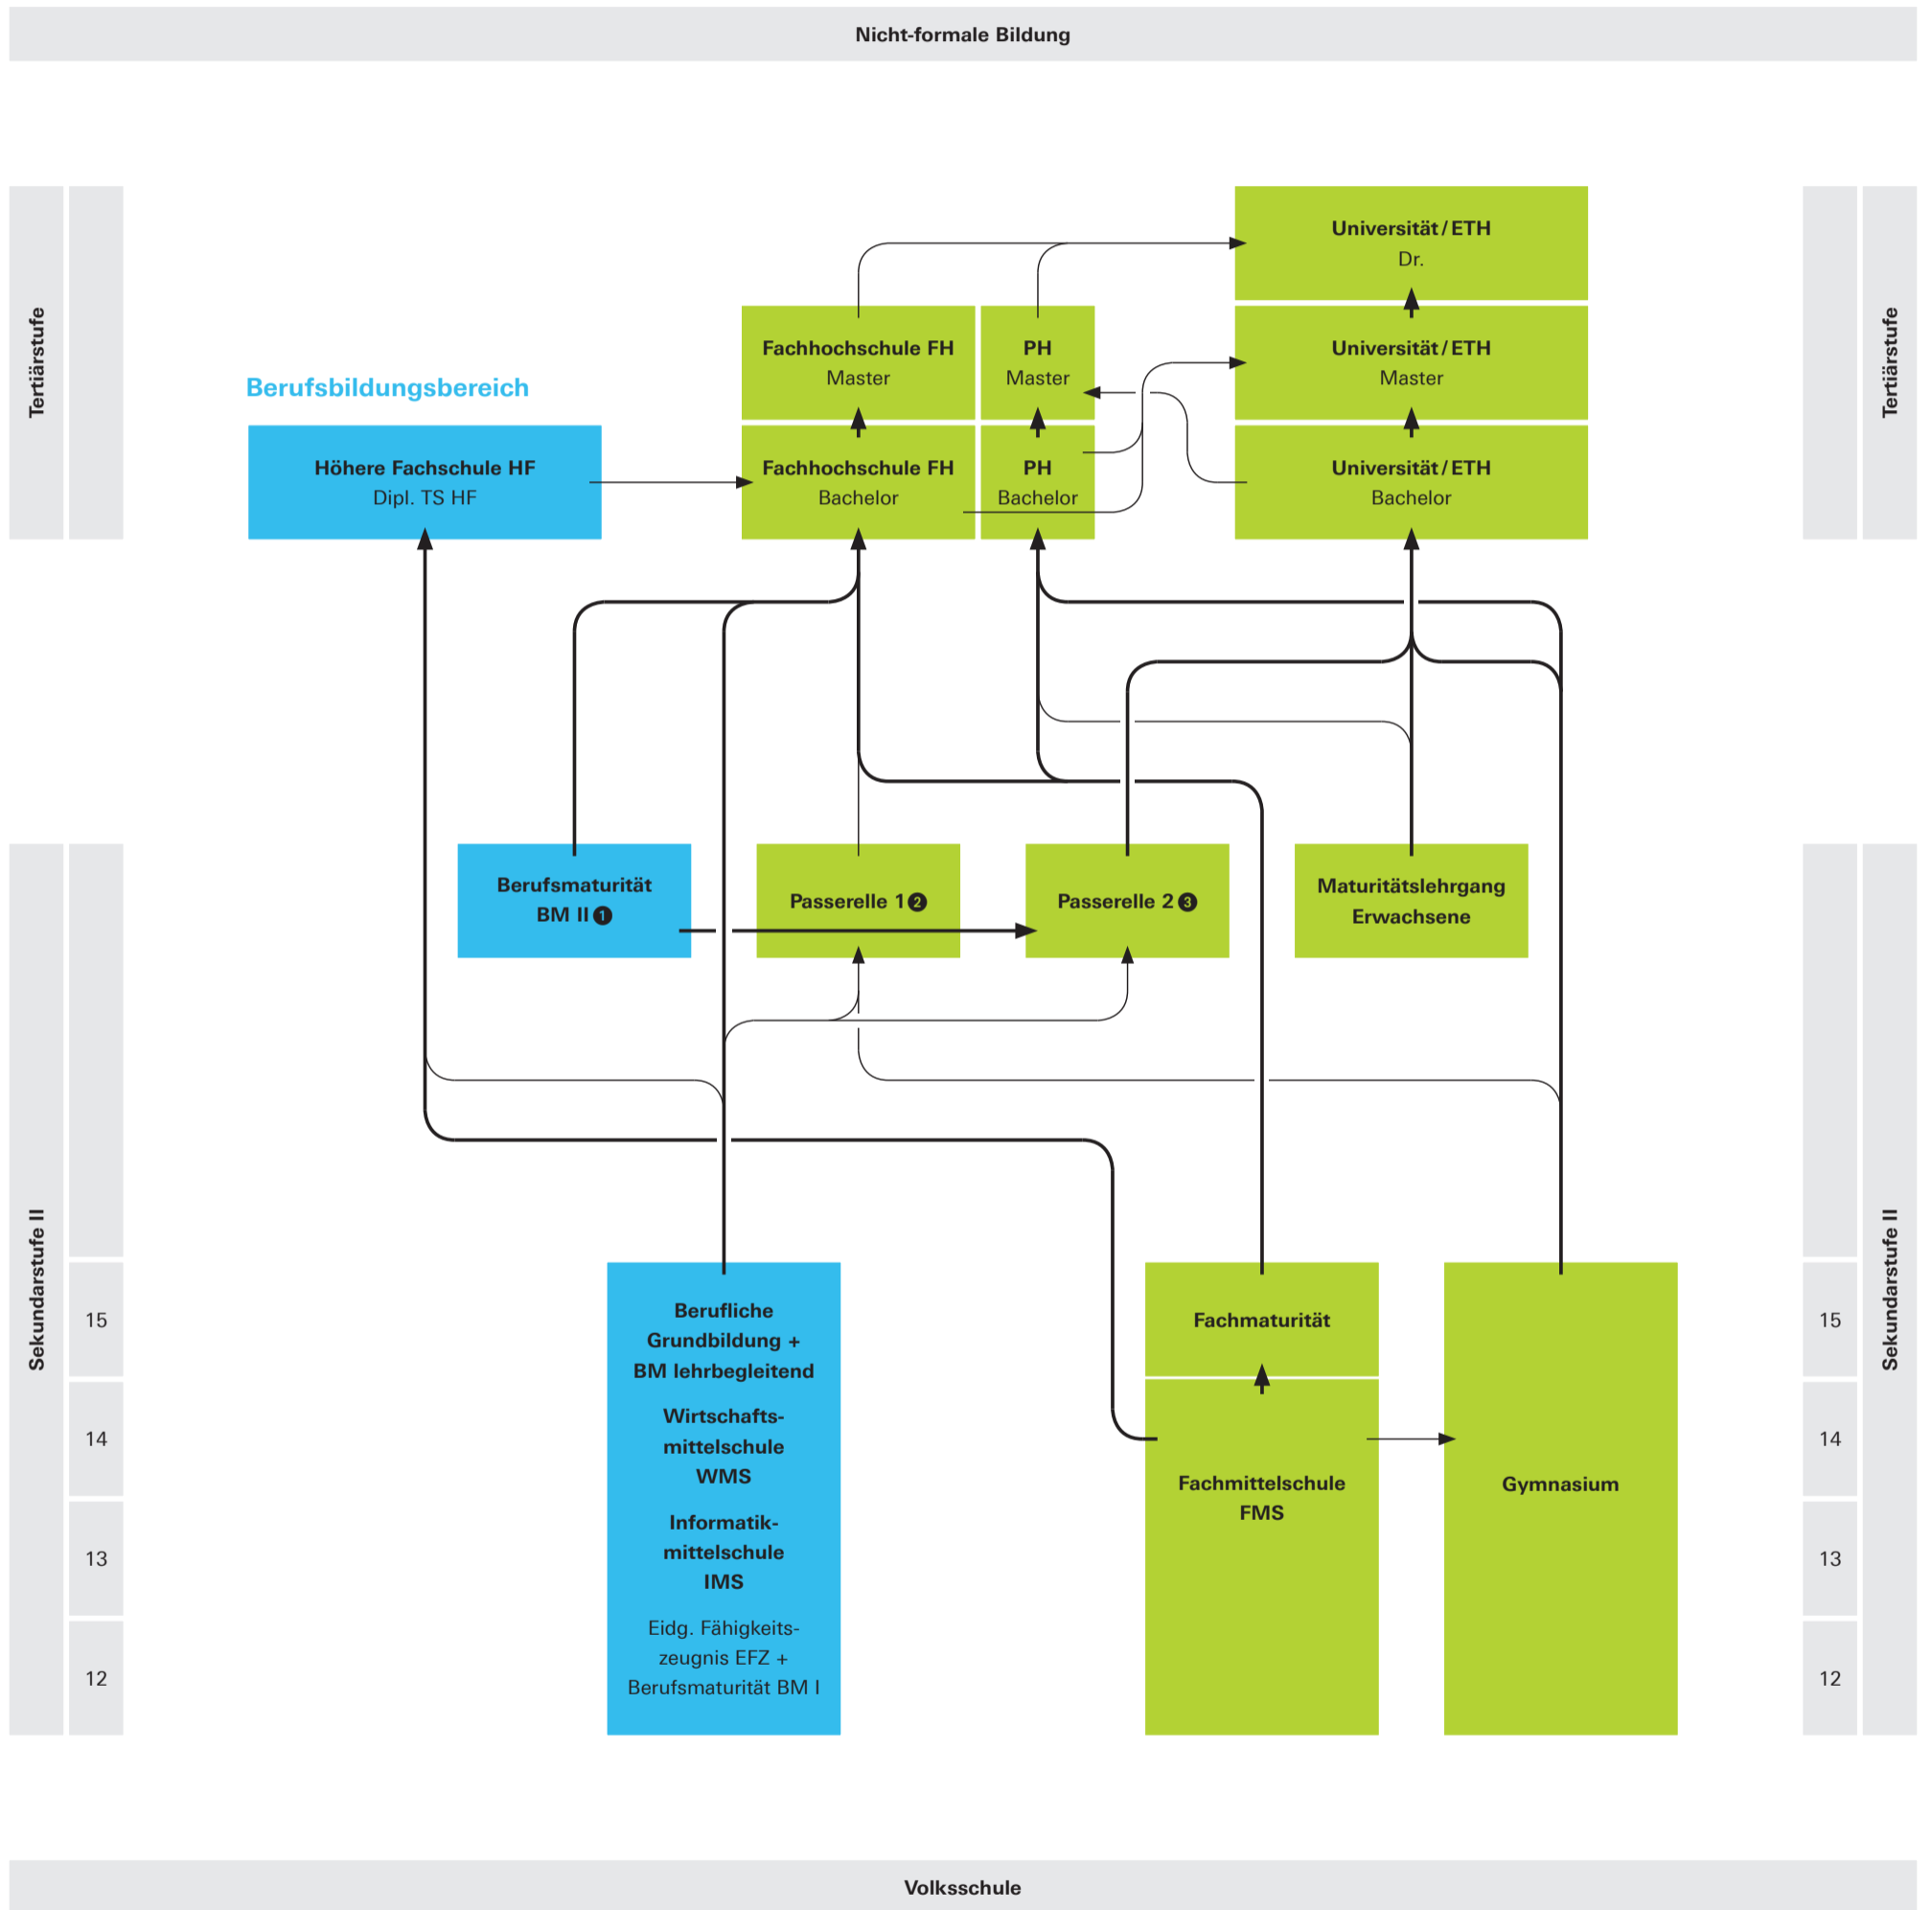 Nicht-formale Bildung
Tertiärstufe
Tertiärstufe
Universität/ETH
Dr.
Fachhochschule FH
Master
PH
Master
Universität/ETH
Master
Berufsbildungsbereich
Höhere Fachschule HF
Dipl. TS HF
Fachhochschule FH
Bachelor
PH
Bachelor
Universität/ETH
Bachelor
Berufsmaturität
BM II 1
Passerelle 1 2
Passerelle 2 3
Maturitätslehrgang
Erwachsene
Sekundarstufe II
Sekundarstufe II
15
14
13
12
Berufliche
Grundbildung +
BM lehrbegleitend
Wirtschafts-
mittelschule
WMS
Informatik-
mittelschule
IMS
Eidg. Fähigkeits-
zeugnis EFZ +
Berufsmaturität BM I
Fachmaturität
Fachmittelschule
FMS
Gymnasium
15
14
13
12
Volksschule